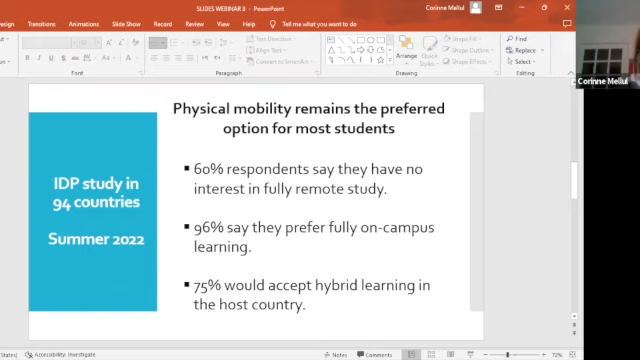 SLIDES WEBINAR 3 - PowerPoint
Corinne Mellul
Transitions
Animations
Slide Show
Record
Review
View
Help
Tell me what you want to do
Text Direction
Align Text
Convert to SmartArt
Arrange
Quick
Styles
Shape Fill
Shape Outline
Shape Effects
Find
Replace
Select
Font
Paragraph
Drawing
Editing
Corinne Mellul
Physical mobility remains the preferred
option for most students
IDP study in
94 countries
Summer 2022
▪ 60% respondents say they have no
interest in fully remote study.
▪ 96% say they prefer fully on-campus
learning.
▪ 75% would accept hybrid learning in
the host country.
States)
Accessibility: Investigate
Notes
Comments
72%